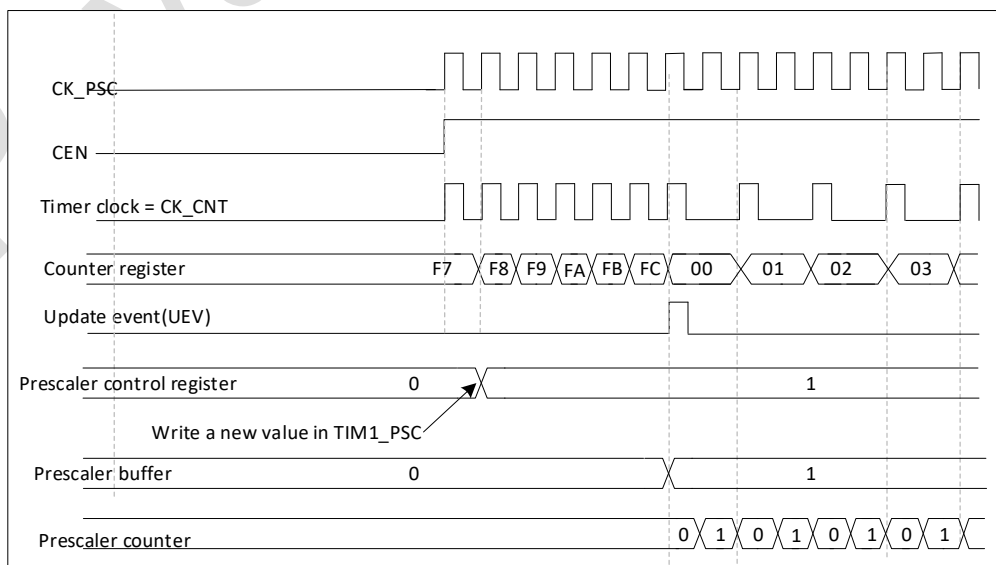 CK_PSC
CEN
Timer clock = CK_CNT
Counter register F7 F8 F9 FA FB FC 00 01 02 03
Update event(UEV)
Prescaler control register 0 1
Write a new value in TIM1_PSC
Prescaler buffer 0 1
Prescaler counter 0 1 0 1 0 1 0 1